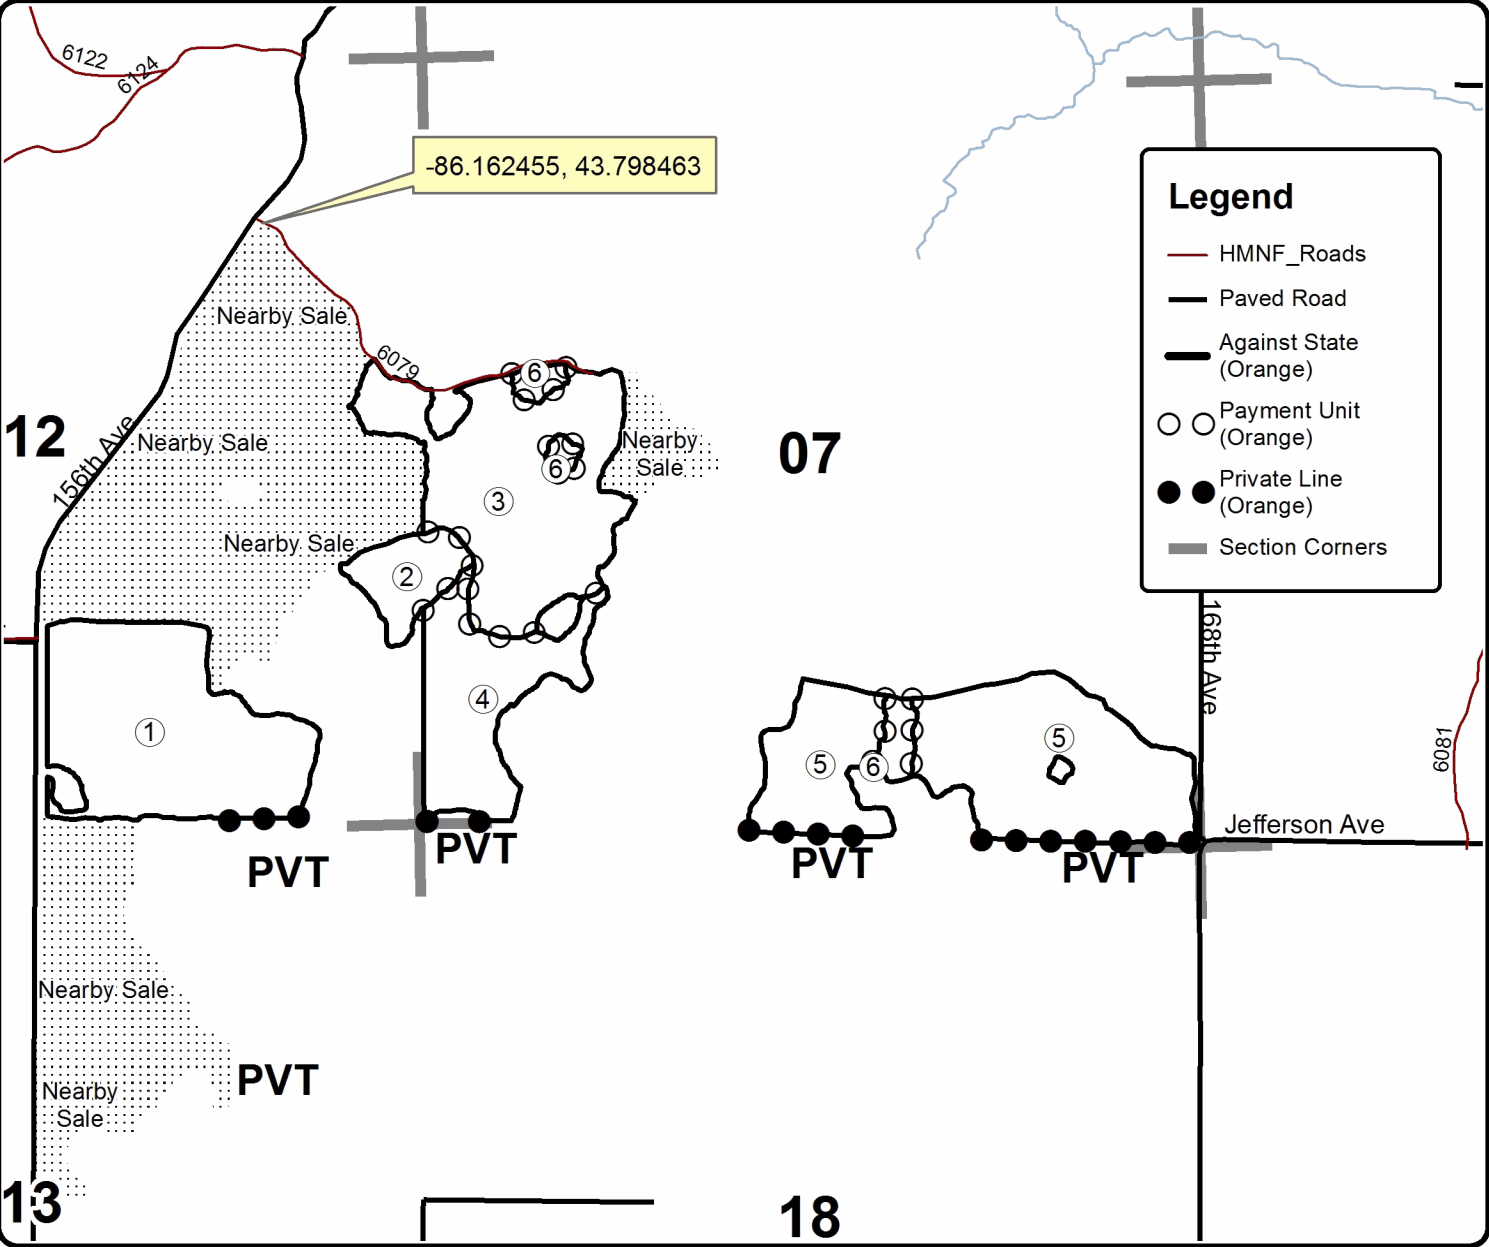 6122
6124
-86.162455, 43.798463
Legend
HMNF_Roads
Paved Road
Against State
(Orange)
Payment Unit
(Orange)
Private Line
(Orange)
Section Corners
Nearby Sale
6079
6
12
156th Ave
Nearby Sale
Nearby
Sale
07
6
3
Nearby Sale
2
168th Ave
4
1
5
6
5
6081
Jefferson Ave
PVT
PVT
PVT
PVT
Nearby Sale
PVT
Nearby
Sale
13
18